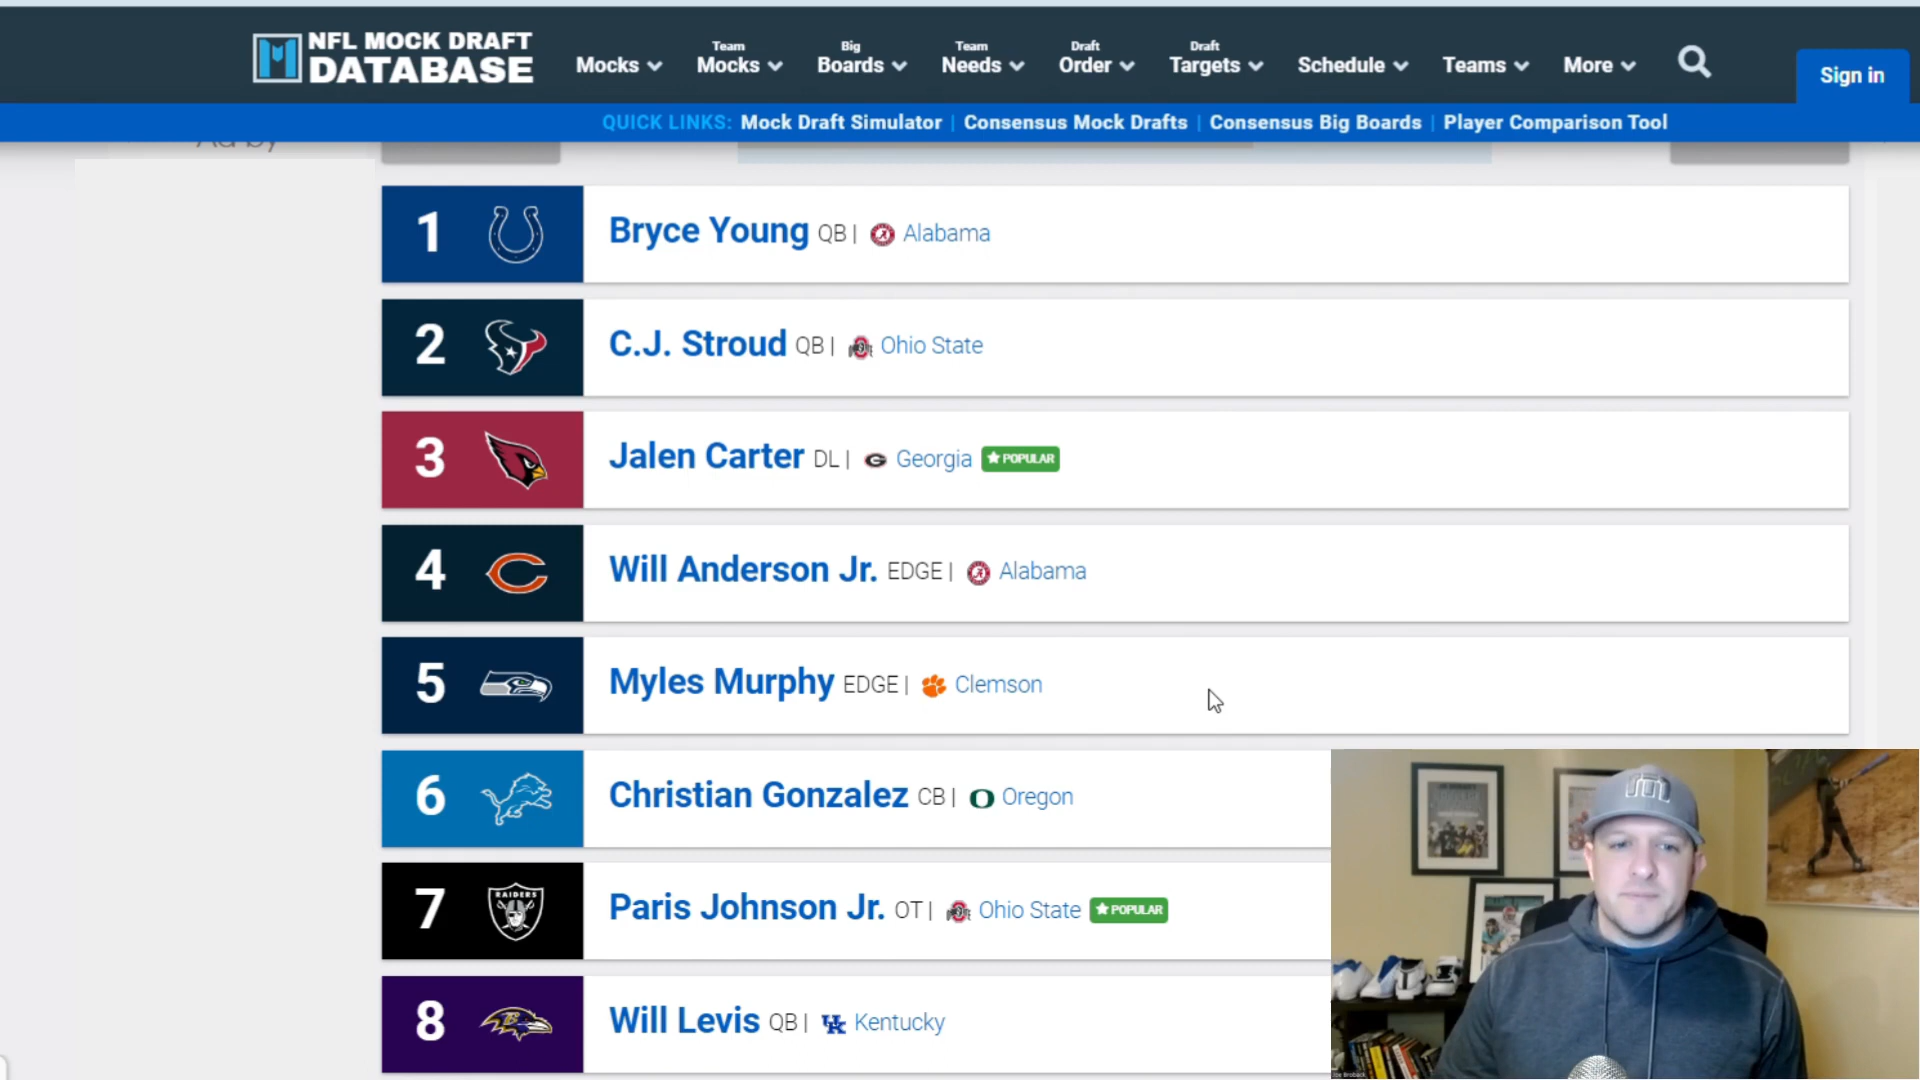 NFL MOCK DRAFT
DATABASE
Mocks
Team
Mocks
Big
Boards
Team
Needs
Draft
Order
Draft
Targets
Schedule
Teams
More
Sign in
QUICK LINKS: Mock Draft Simulator | Consensus Mock Drafts | Consensus Big Boards | Player Comparison Tool
Ad by
1 Bryce Young QB | Alabama
2 C.J. Stroud QB | Ohio State
3 Jalen Carter DL | Georgia POPULAR
4 Will Anderson Jr. EDGE | Alabama
5 Myles Murphy EDGE | Clemson
6 Christian Gonzalez CB | Oregon
7 RAIDERS Paris Johnson Jr. OT | Ohio State POPULAR
8 Will Levis QB | Kentucky
Joe Broback